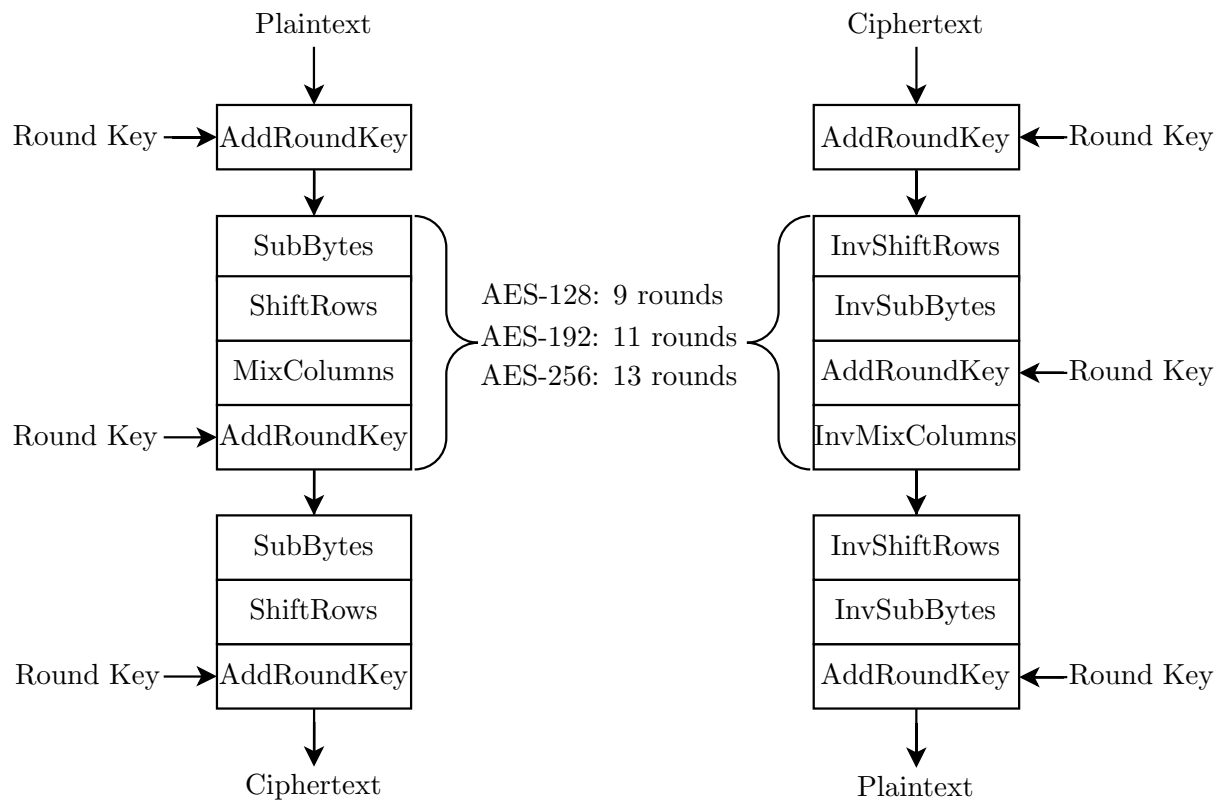 Plaintext
Round Key
AddRoundKey
SubBytes
ShiftRows
MixColumns
Round Key
AddRoundKey
SubBytes
ShiftRows
Round Key
AddRoundKey
Ciphertext
AES-128: 9 rounds
AES-192: 11 rounds
AES-256: 13 rounds
Ciphertext
AddRoundKey
Round Key
InvShiftRows
InvSubBytes
AddRoundKey
Round Key
InvMixColumns
InvShiftRows
InvSubBytes
AddRoundKey
Round Key
Plaintext